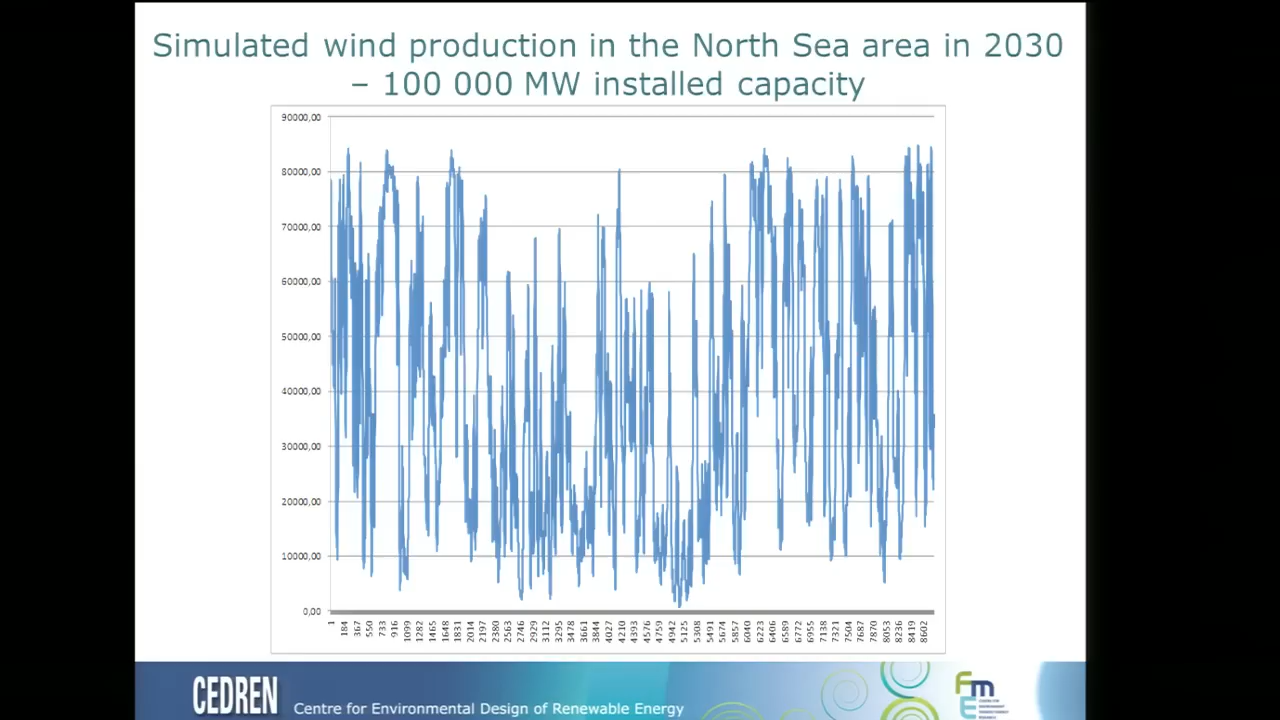 Simulated wind production in the North Sea area in 2030
– 100 000 MW installed capacity
90000,00
80000,00
70000,00
60000,00
50000,00
40000,00
30000,00
20000,00
10000,00
0,00
1 184 367 550 733 916 1099 1282 1465 1648 1831 2014 2197 2380 2563 2746 2929 3112 3295 3478 3661 3844 4027 4210 4393 4576 4759 4942 5125 5308 5491 5674 5857 6040 6223 6406 6589 6772 6955 7138 7321 7504 7687 7870 8053 8236 8419 8602
CEDREN Centre for Environmental Design of Renewable Energy
FmE